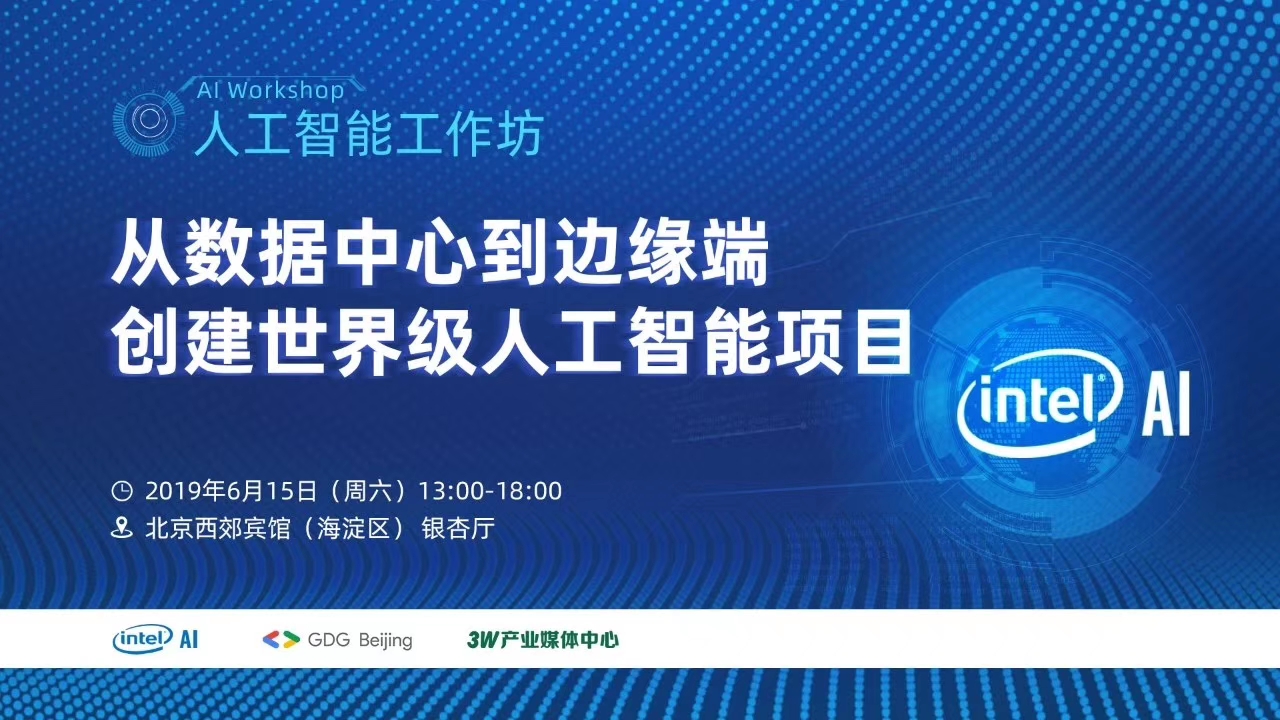 AI Workshop
人工智能工作坊
从数据中心到边缘端
创建世界级人工智能项目
intel® AI
2019年6月15日（周六）13:00-18:00
北京西郊宾馆（海淀区） 银杏厅
intel AI
GDG Beijing
3W产业媒体中心